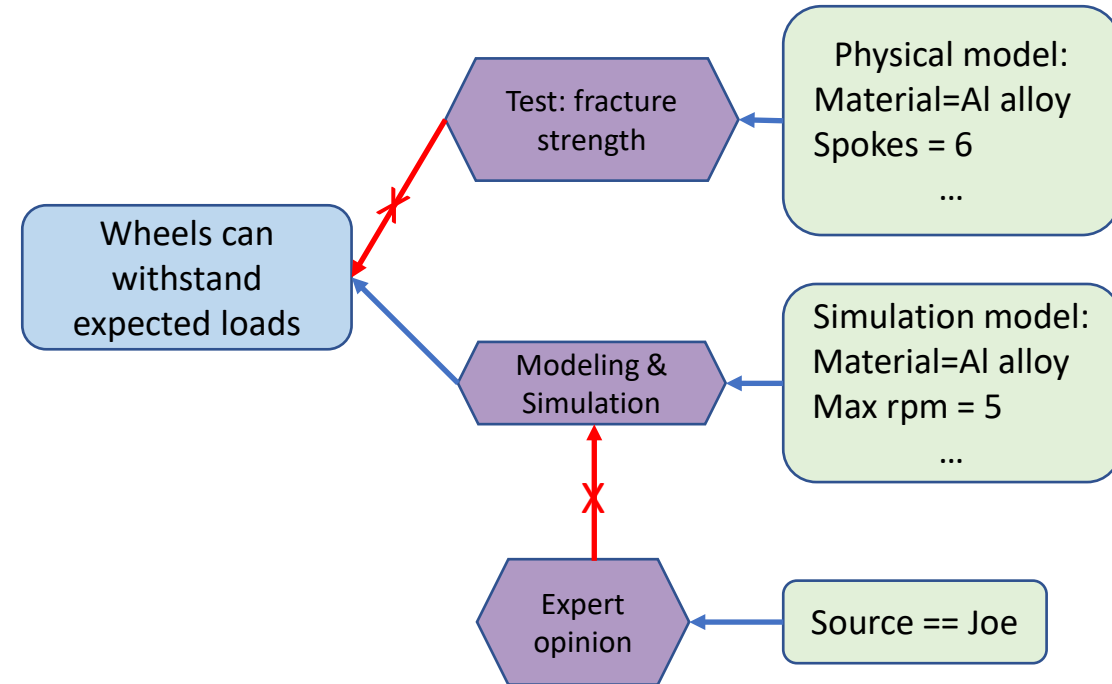 Physical model:
Material=Al alloy
Spokes = 6
...
Test: fracture
strength
Wheels can
withstand
expected loads
Simulation model:
Material=Al alloy
Max rpm = 5
...
Modeling &
Simulation
Expert
opinion
Source == Joe